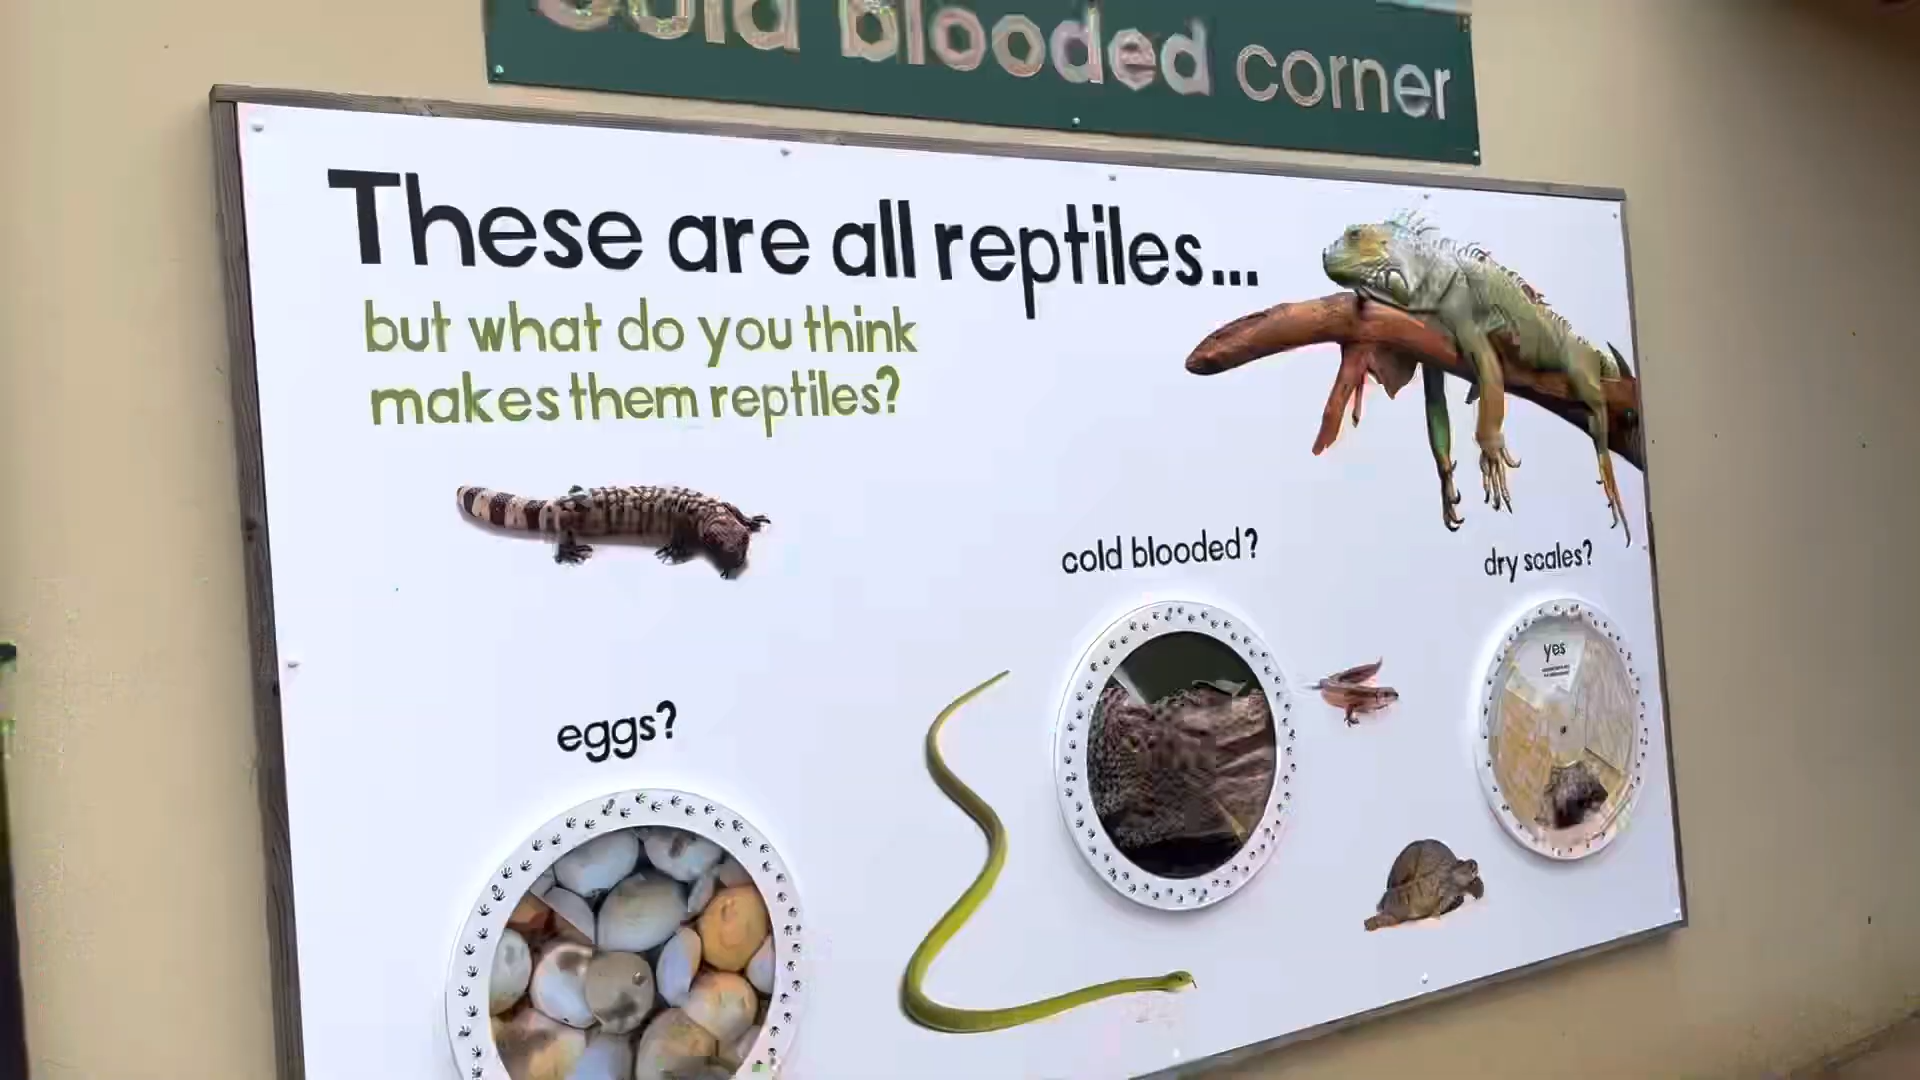 Cold blooded corner
These are all reptiles...
but what do you think
makes them reptiles?
cold blooded?
dry scales?
yes
eggs?